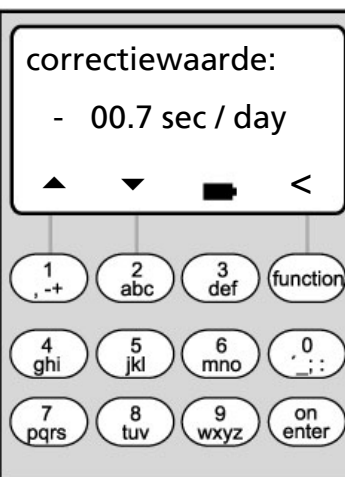 correctiewaarde:
- 00.7 sec / day
<
1 2 3 function
, -+ abc def
4 5 6 0
ghi jkl mno ´_; :
7 8 9 on
pqrs tuv wxyz enter